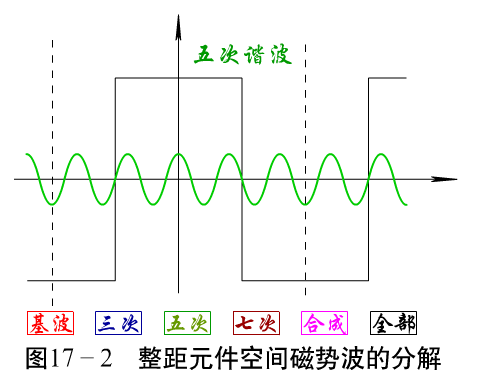 五次谐波
基波 三次 五次 七次 合成 全部
图17－2 整距元件空间磁势波的分解